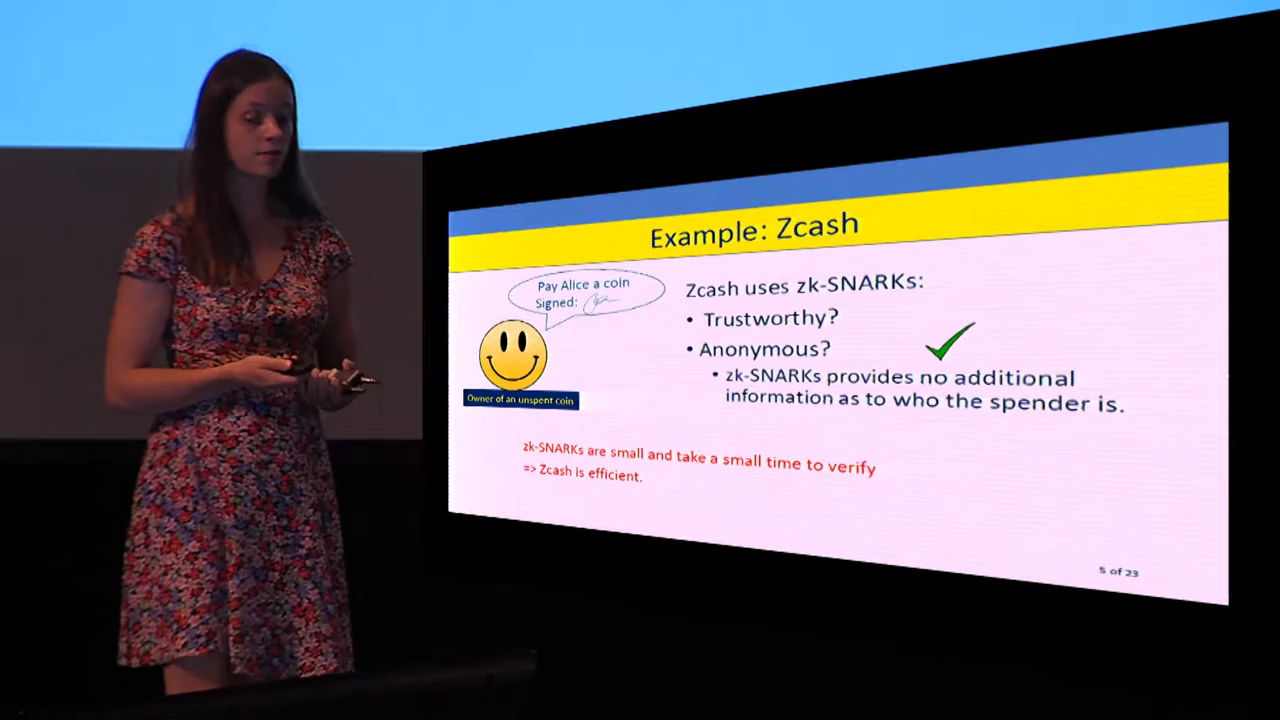 Example: Zcash
Pay Alice a coin
Signed:
Owner of an unspent coin
Zcash uses zk-SNARKs:
• Trustworthy?
• Anonymous?
• zk-SNARKs provides no additional
information as to who the spender is.
zk-SNARKs are small and take a small time to verify
=> Zcash is efficient.
5 of 23